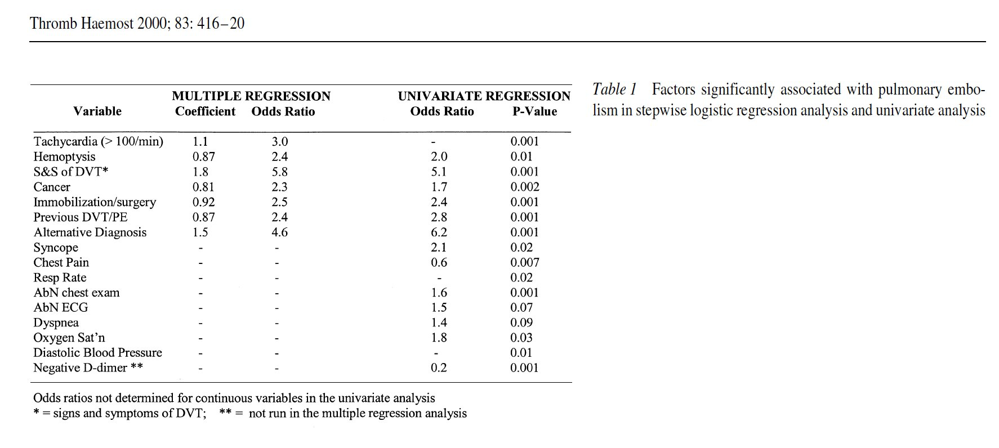 Thromb Haemost 2000; 83: 416–20
MULTIPLE REGRESSION UNIVARIATE REGRESSION
Variable Coefficient Odds Ratio Odds Ratio P-Value
Tachycardia (> 100/min) 1.1 3.0 - 0.001
Hemoptysis 0.87 2.4 2.0 0.01
S&S of DVT* 1.8 5.8 5.1 0.001
Cancer 0.81 2.3 1.7 0.002
Immobilization/surgery 0.92 2.5 2.4 0.001
Previous DVT/PE 0.87 2.4 2.8 0.001
Alternative Diagnosis 1.5 4.6 6.2 0.001
Syncope - - 2.1 0.02
Chest Pain - - 0.6 0.007
Resp Rate - - - 0.02
AbN chest exam - - 1.6 0.001
AbN ECG - - 1.5 0.07
Dyspnea - - 1.4 0.09
Oxygen Sat’n - - 1.8 0.03
Diastolic Blood Pressure - - - 0.01
Negative D-dimer ** - - 0.2 0.001
Odds ratios not determined for continuous variables in the univariate analysis
* = signs and symptoms of DVT; ** = not run in the multiple regression analysis
Table 1 Factors significantly associated with pulmonary embo-
lism in stepwise logistic regression analysis and univariate analysis